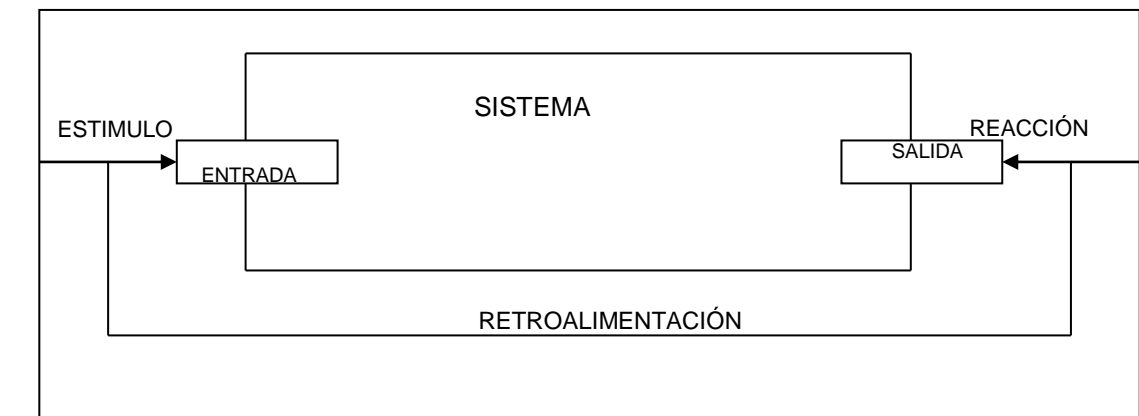 SISTEMA
ESTIMULO
REACCIÓN
ENTRADA
SALIDA
RETROALIMENTACIÓN